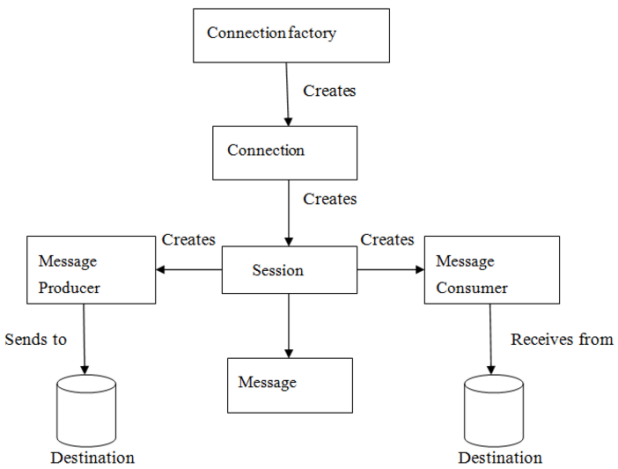 Connection factory
Creates
Connection
Creates
Creates
Creates
Message
Producer
Session
Message
Consumer
Sends to
Receives from
Message
Destination
Destination